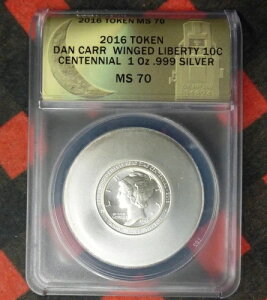 2016 TOKEN MS 70
2016 TOKEN
DAN CARR WINGED LIBERTY 10C
CENTENNIAL 1 Oz .999 SILVER
MS 70